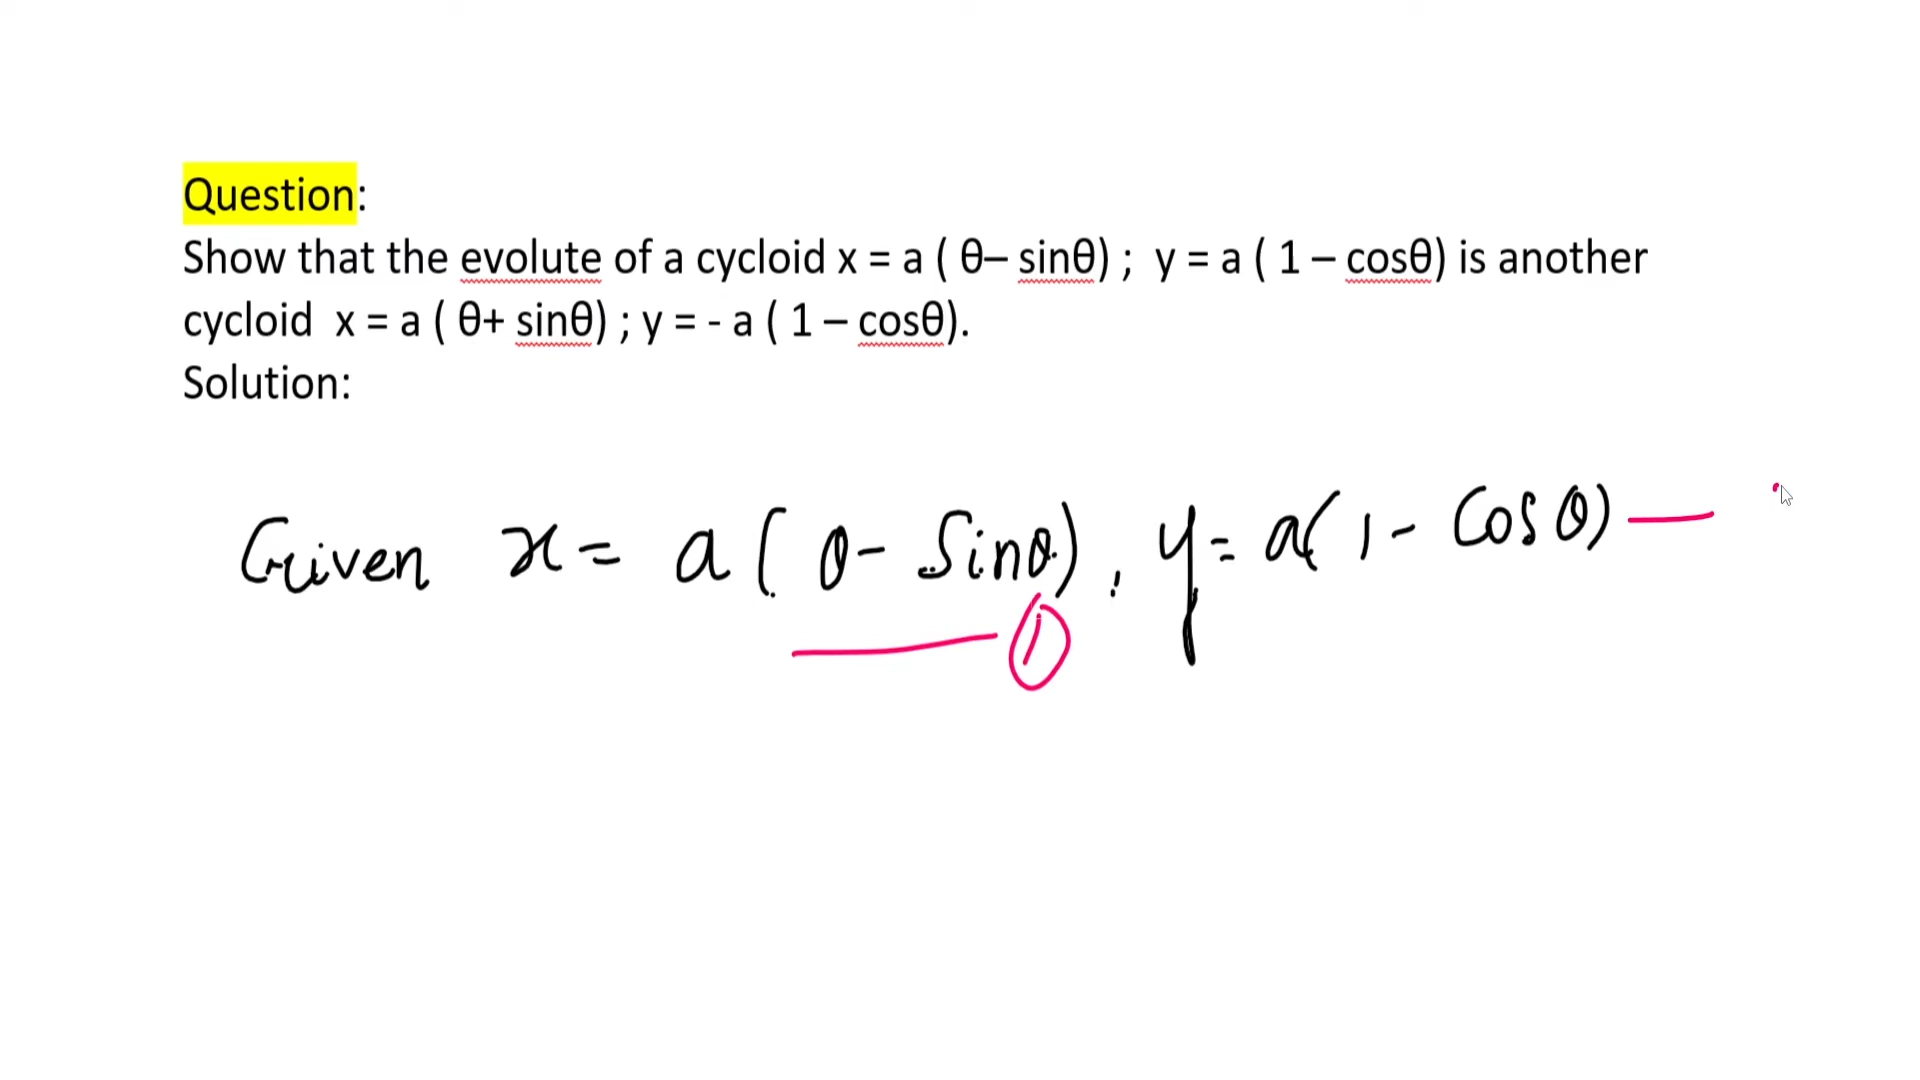 Question:
Show that the evolute of a cycloid x = a ( θ– sinθ) ;  y = a ( 1 – cosθ) is another
cycloid  x = a ( θ+ sinθ) ; y = - a ( 1 – cosθ).
Solution:
Given x = a ( θ - Sinθ) , y = a( 1 - Cosθ) —
— ①